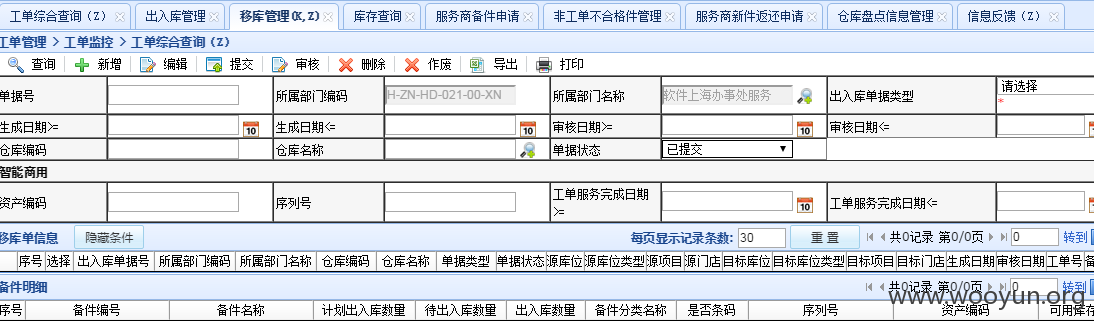 工单综合查询（Z） 出入库管理 移库管理(K,Z) 库存查询 服务商备件申请 非工单不合格件管理 服务商新件返还申请 仓库盘点信息管理 信息反馈（Z）
工单管理 > 工单监控 > 工单综合查询（Z）
查询 新增 编辑 提交 审核 删除 作废 导出 打印
单据号 所属部门编码 H-ZN-HD-021-00-XN 所属部门名称 软件上海办事处服务 出入库单据类型 请选择
*
生成日期>= 10 生成日期<= 10 审核日期>= 10 审核日期<=
仓库编码 仓库名称 单据状态 已提交
智能商用
资产编码 序列号 工单服务完成日期>= 10 工单服务完成日期<=
移库单信息 隐藏条件 每页显示记录条数: 30 重 置 共0记录 第0/0页 0 转到
序号 选择 出入库单据号 所属部门编码 所属部门名称 仓库编码 仓库名称 单据类型 单据状态 源库位 源库位类型 源项目 源门店 目标库位 目标库位类型 目标项目 目标门店 生成日期 审核日期 工单号 备
备件明细 共0记录 第0/0页 0 转到
序号 备件编号 备件名称 计划出入库数量 待出入库数量 出入库数量 备件分类名称 是否条码 序列号 资产编码 可用库存
www.wooyun.org